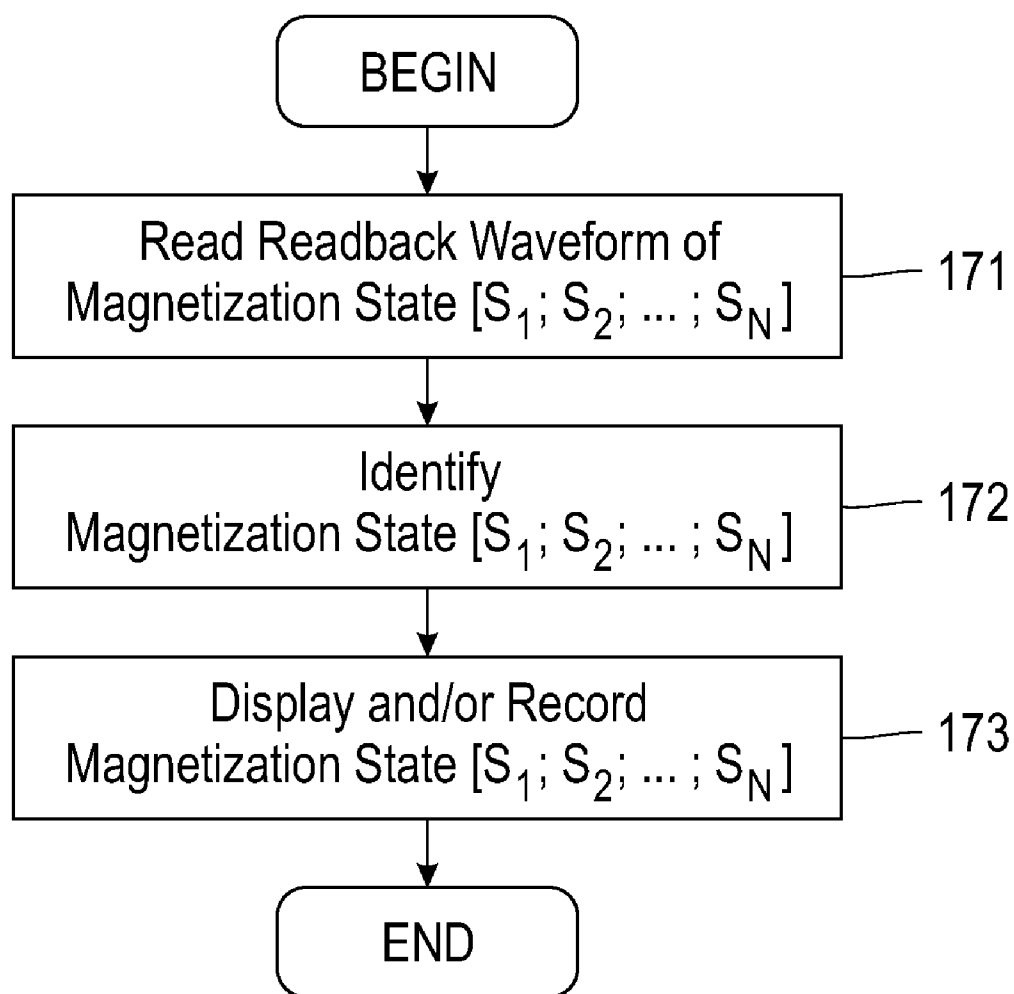 BEGIN
Read Readback Waveform of
Magnetization State [S1; S2; ... ; SN]
171
Identify
Magnetization State [S1; S2; ... ; SN]
172
Display and/or Record
Magnetization State [S1; S2; ... ; SN]
173
END